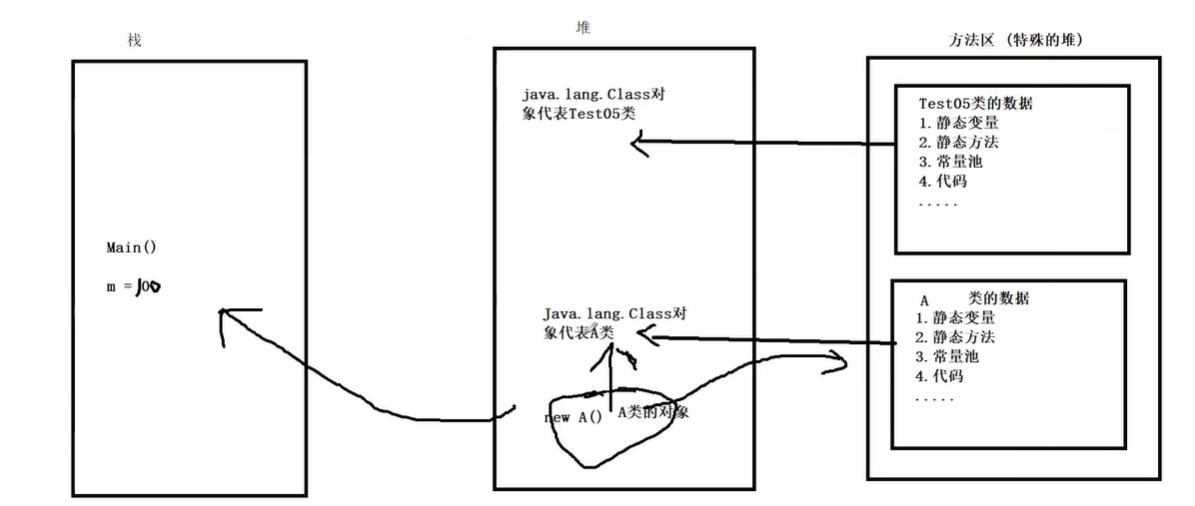 栈
堆
方法区 (特殊的堆)
java.lang.Class对
象代表Test05类
Test05类的数据
1.静态变量
2.静态方法
3.常量池
4.代码
.....
Main()
m = 100
Java.lang.Class对
象代表A类
new A() A类的对象
A 类的数据
1.静态变量
2.静态方法
3.常量池
4.代码
.....